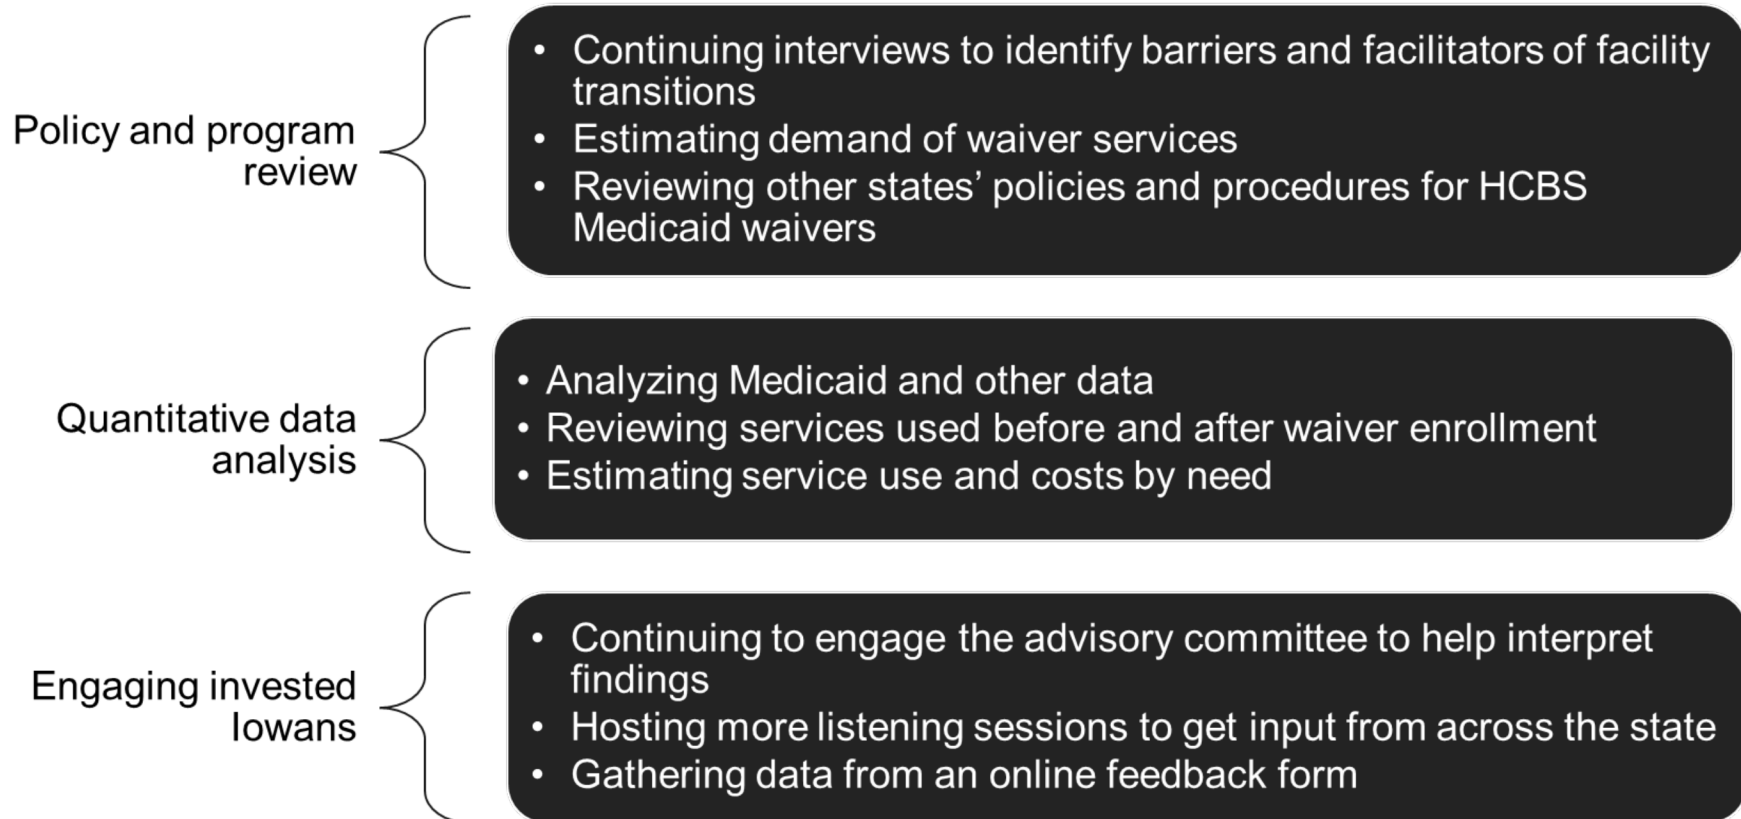 Policy and program
review
• Continuing interviews to identify barriers and facilitators of facility
transitions
• Estimating demand of waiver services
• Reviewing other states’ policies and procedures for HCBS
Medicaid waivers
Quantitative data
analysis
• Analyzing Medicaid and other data
• Reviewing services used before and after waiver enrollment
• Estimating service use and costs by need
Engaging invested
Iowans
• Continuing to engage the advisory committee to help interpret
findings
• Hosting more listening sessions to get input from across the state
• Gathering data from an online feedback form